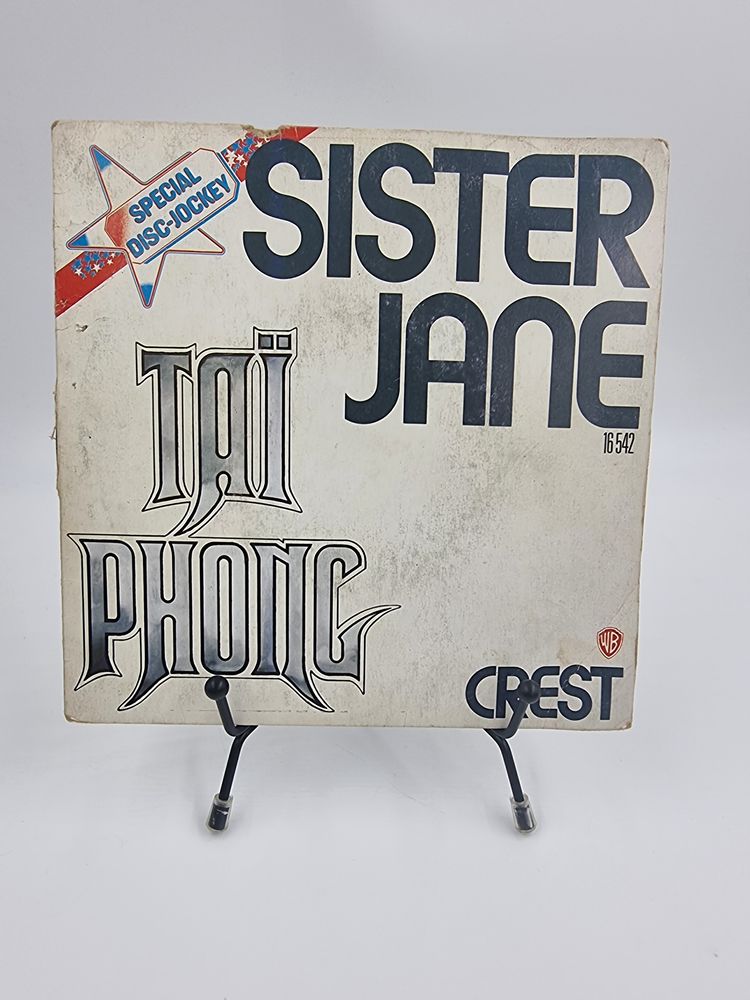 SPECIAL
DISC-JOCKEY
SISTER
JANE
16 542
TAÏ
PHONG
WB
CREST